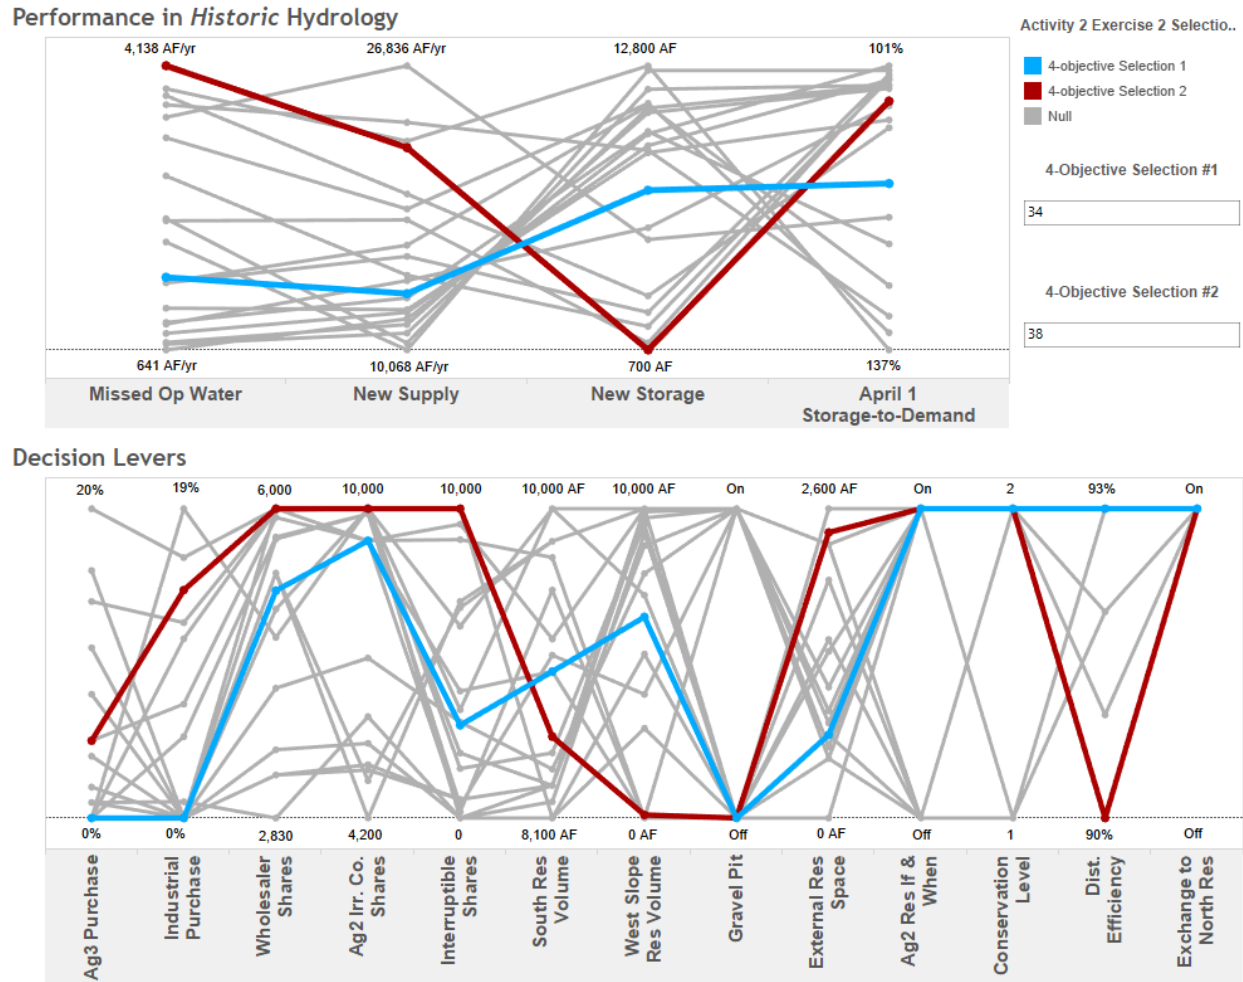 Performance in Historic Hydrology
4,138 AF/yr
26,836 AF/yr
12,800 AF
101%
641 AF/yr
10,068 AF/yr
700 AF
137%
Missed Op Water
New Supply
New Storage
April 1
Storage-to-Demand
Activity 2 Exercise 2 Selectio..
4-objective Selection 1
4-objective Selection 2
Null
4-Objective Selection #1
34
4-Objective Selection #2
38
Decision Levers
20%
19%
6,000
10,000
10,000
10,000 AF
10,000 AF
On
2,600 AF
On
2
93%
On
0%
0%
2,830
4,200
0
8,100 AF
0 AF
Off
0 AF
Off
1
90%
Off
Ag3 Purchase
Industrial
Purchase
Wholesaler
Shares
Ag2 Irr. Co.
Shares
Interruptible
Shares
South Res
Volume
West Slope
Res Volume
Gravel Pit
External Res
Space
Ag2 Res If &
When
Conservation
Level
Dist.
Efficiency
Exchange to
North Res